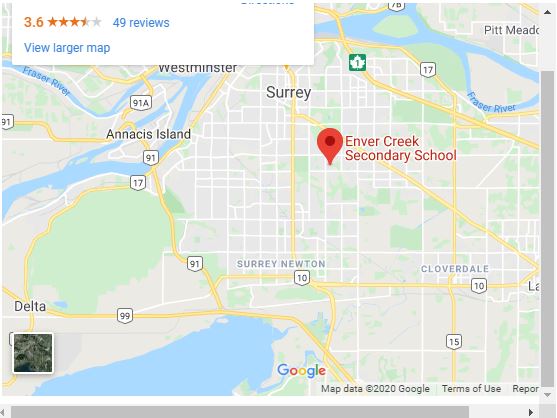 Directions
3.6 49 reviews
View larger map
Westminster
Pitt Meado
7B
1
17
Fraser River
Fraser River
91A
Surrey
91
Annacis Island
Enver Creek
Secondary School
91
17
SURREY NEWTON
91
CLOVERDALE
10
10
La
Delta
99
15
Google
Map data ©2020 Google Terms of Use Repor